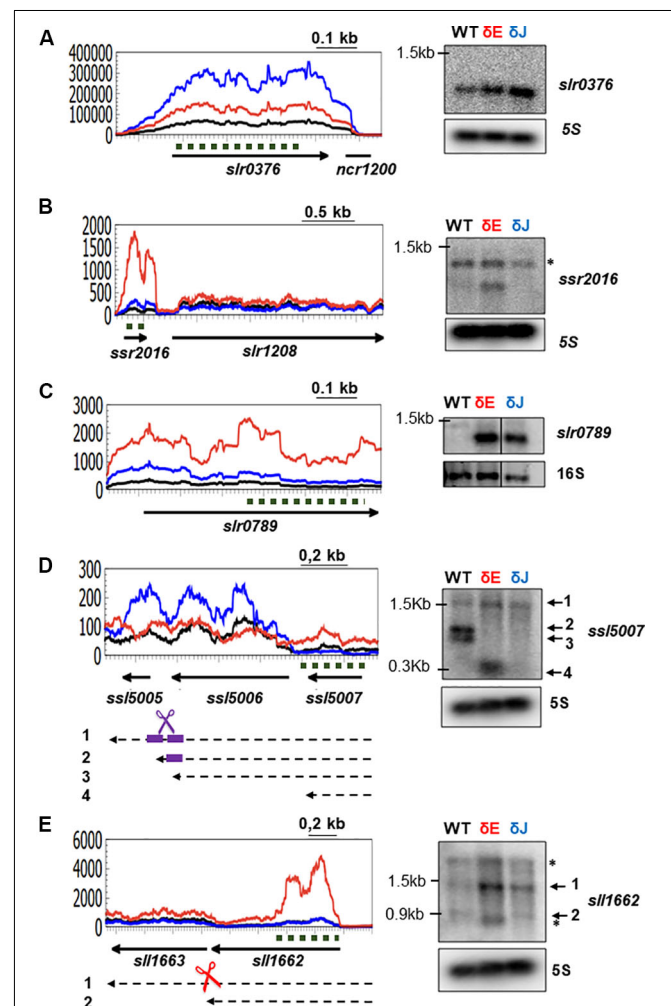 A
0.1 kb
400000
350000
300000
250000
200000
150000
100000
50000
0
slr0376
ncr1200
WT δE δJ
1.5kb
slr0376
5S
B
0.5 kb
2000
1500
1000
500
0
ssr2016
slr1208
WT δE δJ
1.5kb
*
ssr2016
5S
C
0.1 kb
3000
2000
1000
0
slr0789
WT δE δJ
1.5kb
slr0789
16S
D
0,2 kb
300
200
100
0
ssl5005
ssl5006
ssl5007
1
2
3
4
WT δE δJ
1.5Kb
0.3Kb
1
2
3
4
ssl5007
5S
E
0,2 kb
6000
4000
2000
0
sll1663
sll1662
1
2
WT δE δJ
1.5kb
0.9kb
*
1
2
*
sll1662
5S